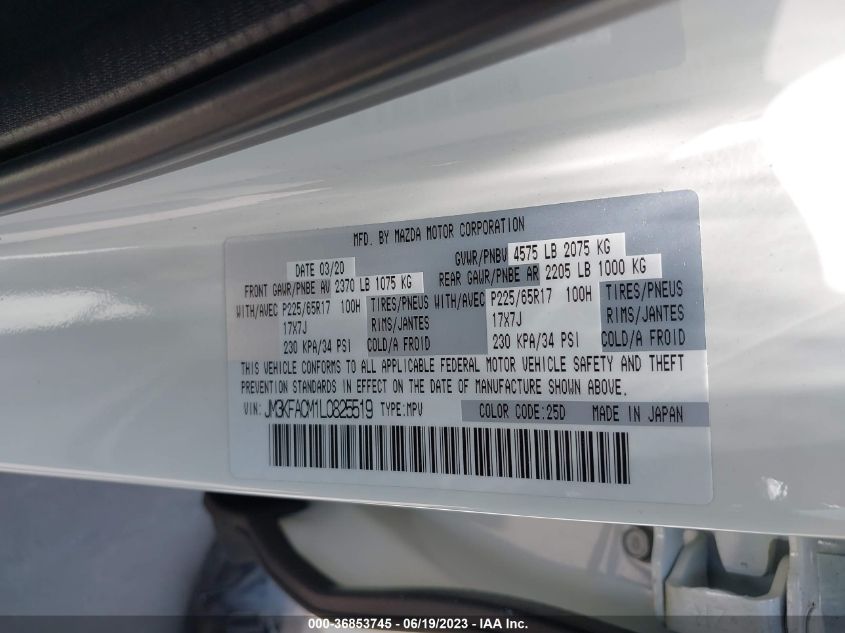 MFD. BY MAZDA MOTOR CORPORATION
DATE 03/20 GVWR/PNBV 4575 LB 2075 KG
FRONT GAWR/PNBE AV 2370 LB 1075 KG REAR GAWR/PNBE AR 2205 LB 1000 KG
WITH/AVEC P225/65R17 100H TIRES/PNEUS WITH/AVEC P225/65R17 100H TIRES/PNEUS
17X7J RIMS/JANTES 17X7J RIMS/JANTES
230 KPA/34 PSI COLD/A FROID 230 KPA/34 PSI COLD/A FROID
THIS VEHICLE CONFORMS TO ALL APPLICABLE FEDERAL MOTOR VEHICLE SAFETY AND THEFT
PREVENTION STANDARDS IN EFFECT ON THE DATE OF MANUFACTURE SHOWN ABOVE.
VIN: JM3KFACM1L0825519 TYPE:MPV COLOR CODE:25D MADE IN JAPAN
000-36853745 - 06/19/2023 - IAA Inc.